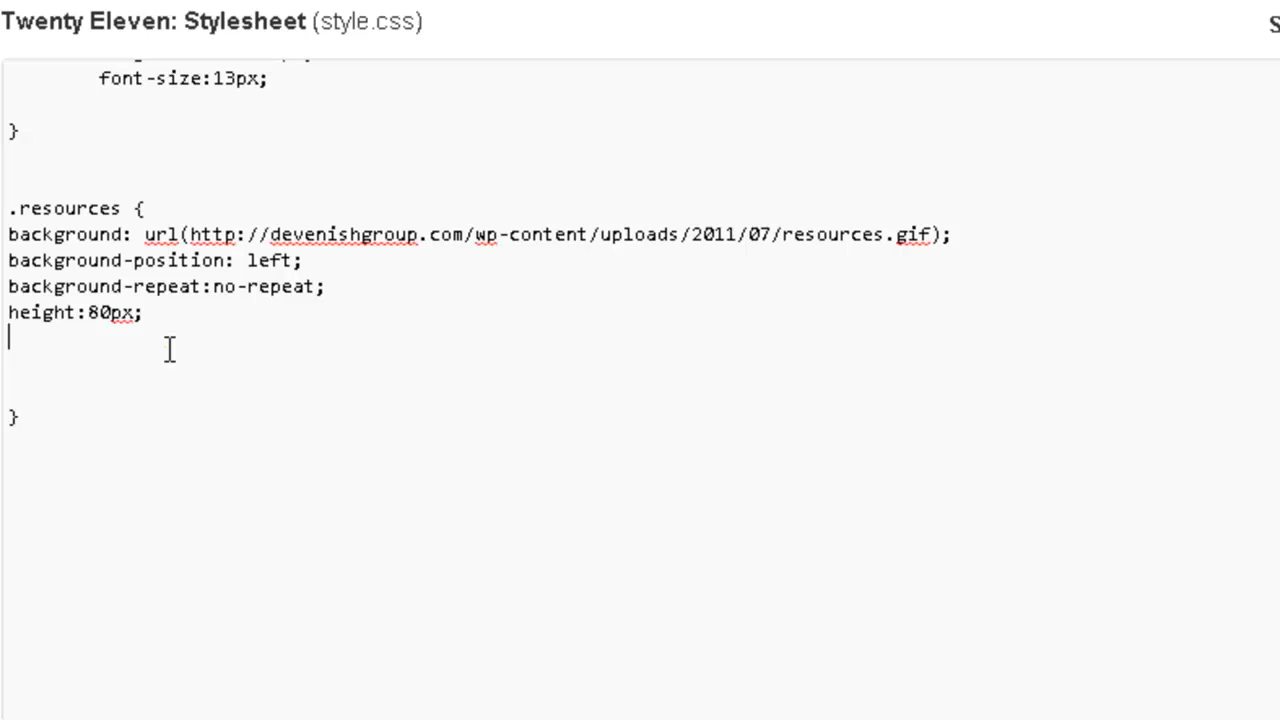 Twenty Eleven: Stylesheet (style.css)
font-size:13px;
}
.resources {
background: url(http://devenishgroup.com/wp-content/uploads/2011/07/resources.gif);
background-position: left;
background-repeat:no-repeat;
height:80px;
}